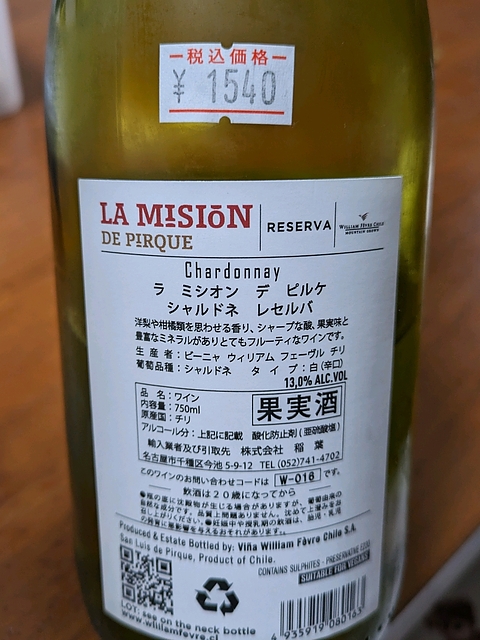 税込価格
¥ 1540
LA MISIōN
DE PIRQUE
RESERVA
WILLIAM FÈVRE CHILE
MOUNTAIN GROWN
Chardonnay
ラ ミシオン デ ピルケ
シャルドネ レセルバ
洋梨や柑橘類を思わせる香り、シャープな酸、果実味と
豊富なミネラルがありとてもフルーティなワインです。
生 産 者：ビーニャ ウィリアム フェーヴル チリ
葡萄品種：シャルドネ タ イ プ：白(辛口)
13,0% ALC.VOL
品 名：ワイン
内容量：750ml
原産国：チリ
果実酒
アルコール分：上記に記載 酸化防止剤(亜硫酸塩)
輸入業者及び引取先 株式会社 稲 葉
名古屋市千種区今池 5-9-12 TEL (052)741-4702
このワインのお問い合わせコードは W-016 です。
飲酒は20歳になってから
Produced & Estate Bottled by: Viña William Fèvre Chile S.A.
San Luis de Pirque, Product of Chile.
CONTAINS SULPHITES - PRESERVATIVE (220)
SUITABLE FOR VEGANS
LOT: see on the neck bottle
www.williamfevre.cl
4 935919 080163